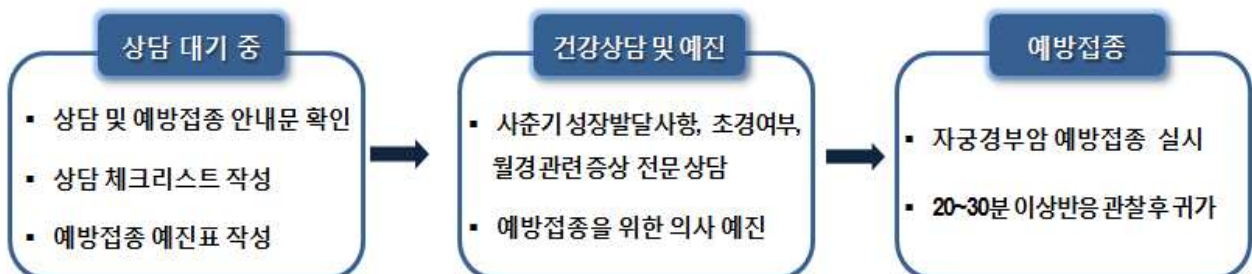 상담 대기 중
▪ 상담 및 예방접종 안내문 확인
▪ 상담 체크리스트 작성
▪ 예방접종 예진표 작성
건강상담 및 예진
▪ 사춘기 성장발달사항, 초경여부,
월경 관련 증상 전문 상담
▪ 예방접종을 위한 의사 예진
예방접종
▪ 자궁경부암 예방접종 실시
▪ 20~30분 이상반응 관찰 후 귀가